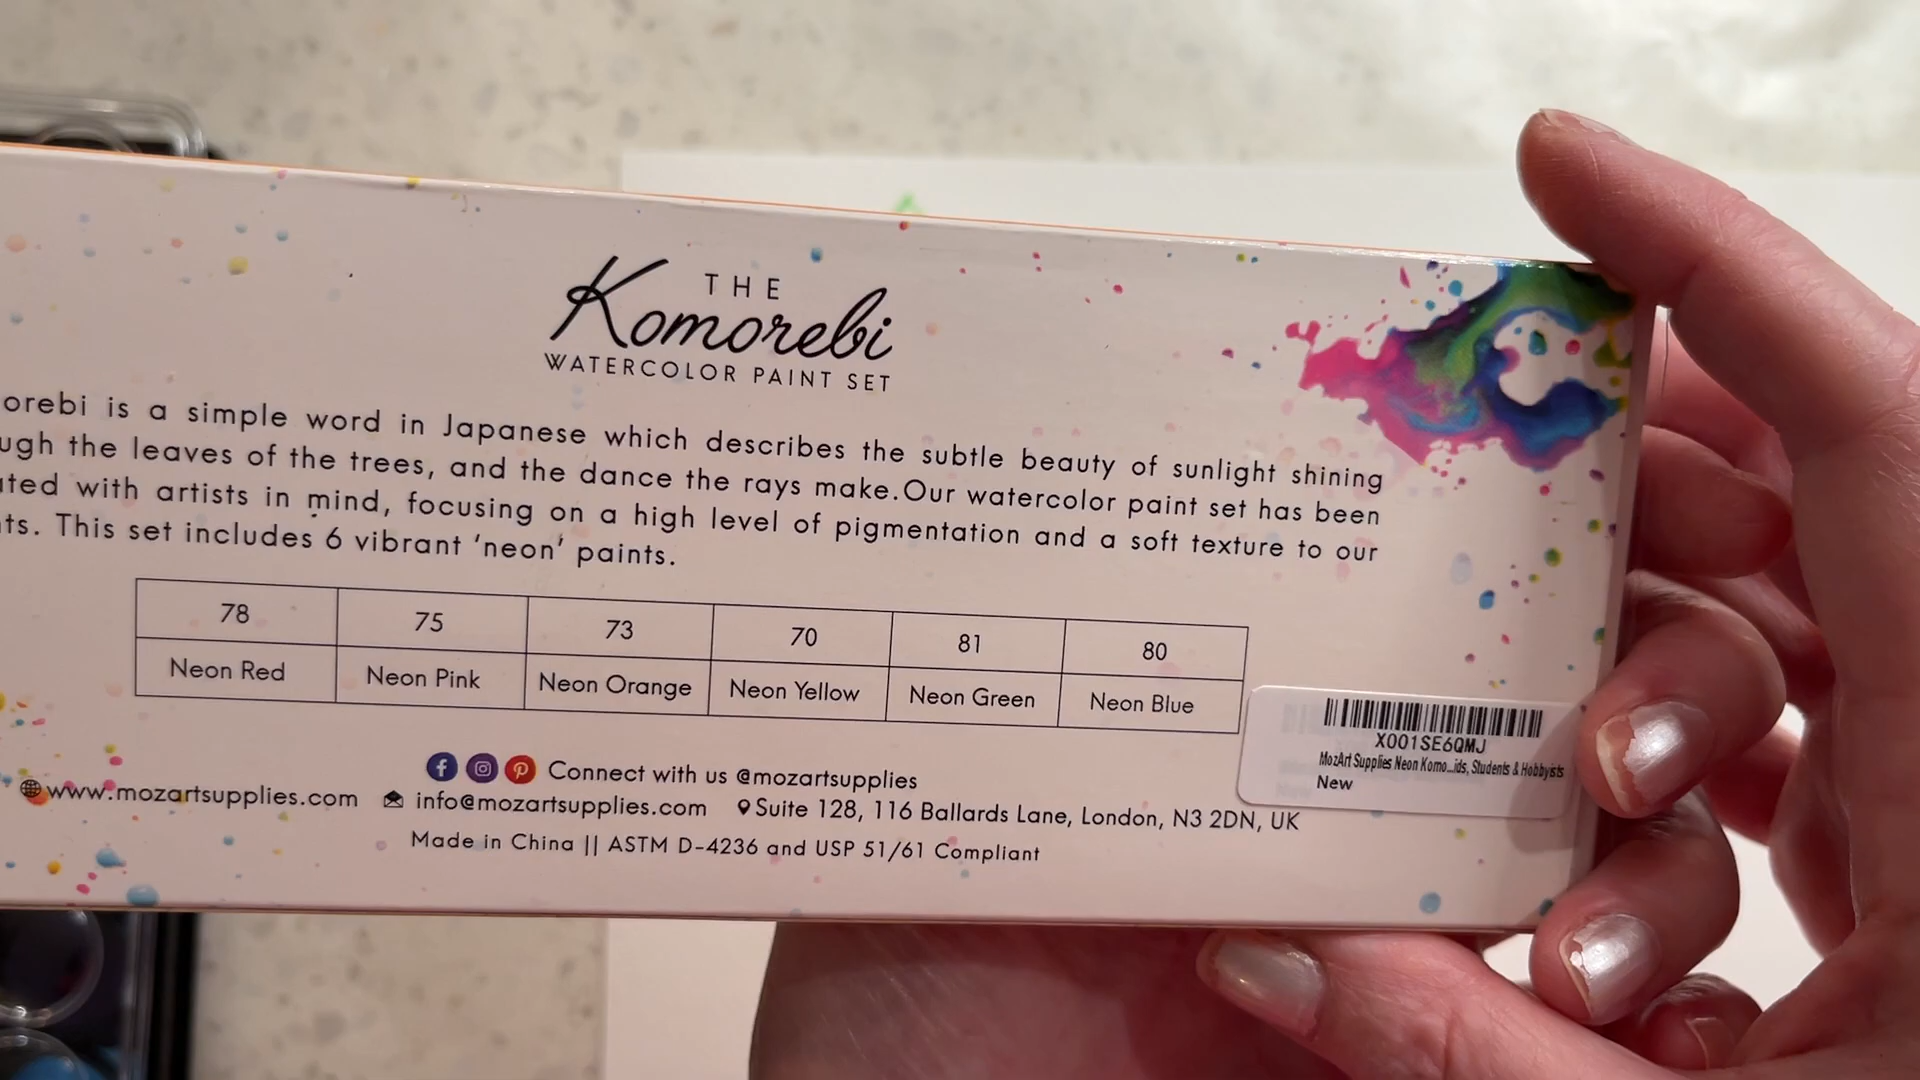 THE
Komorebi
WATERCOLOR PAINT SET
orebi is a simple word in Japanese which describes the subtle beauty of sunlight shining
ugh the leaves of the trees, and the dance the rays make.Our watercolor paint set has been
ated with artists in mind, focusing on a high level of pigmentation and a soft texture to our
nts. This set includes 6 vibrant 'neon' paints.
78 75 73 70 81 80
Neon Red Neon Pink Neon Orange Neon Yellow Neon Green Neon Blue
X001SE6QMJ
MozArt Supplies Neon Komo...ids, Students & Hobbyists
New
Connect with us @mozartsupplies
www.mozartsupplies.com info@mozartsupplies.com Suite 128, 116 Ballards Lane, London, N3 2DN, UK
Made in China || ASTM D-4236 and USP 51/61 Compliant